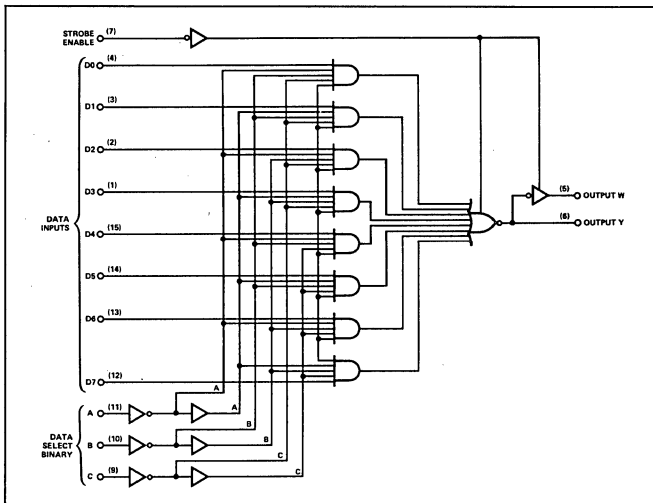 STROBE ENABLE (7)
D0 (4)
D1 (3)
D2 (2)
(5) OUTPUT W
D3 (1)
(6) OUTPUT Y
DATA INPUTS
D4 (15)
D5 (14)
D6 (13)
D7 (12)
A
A (11)
A
B
DATA SELECT BINARY
B (10)
B
C
C (9)
C